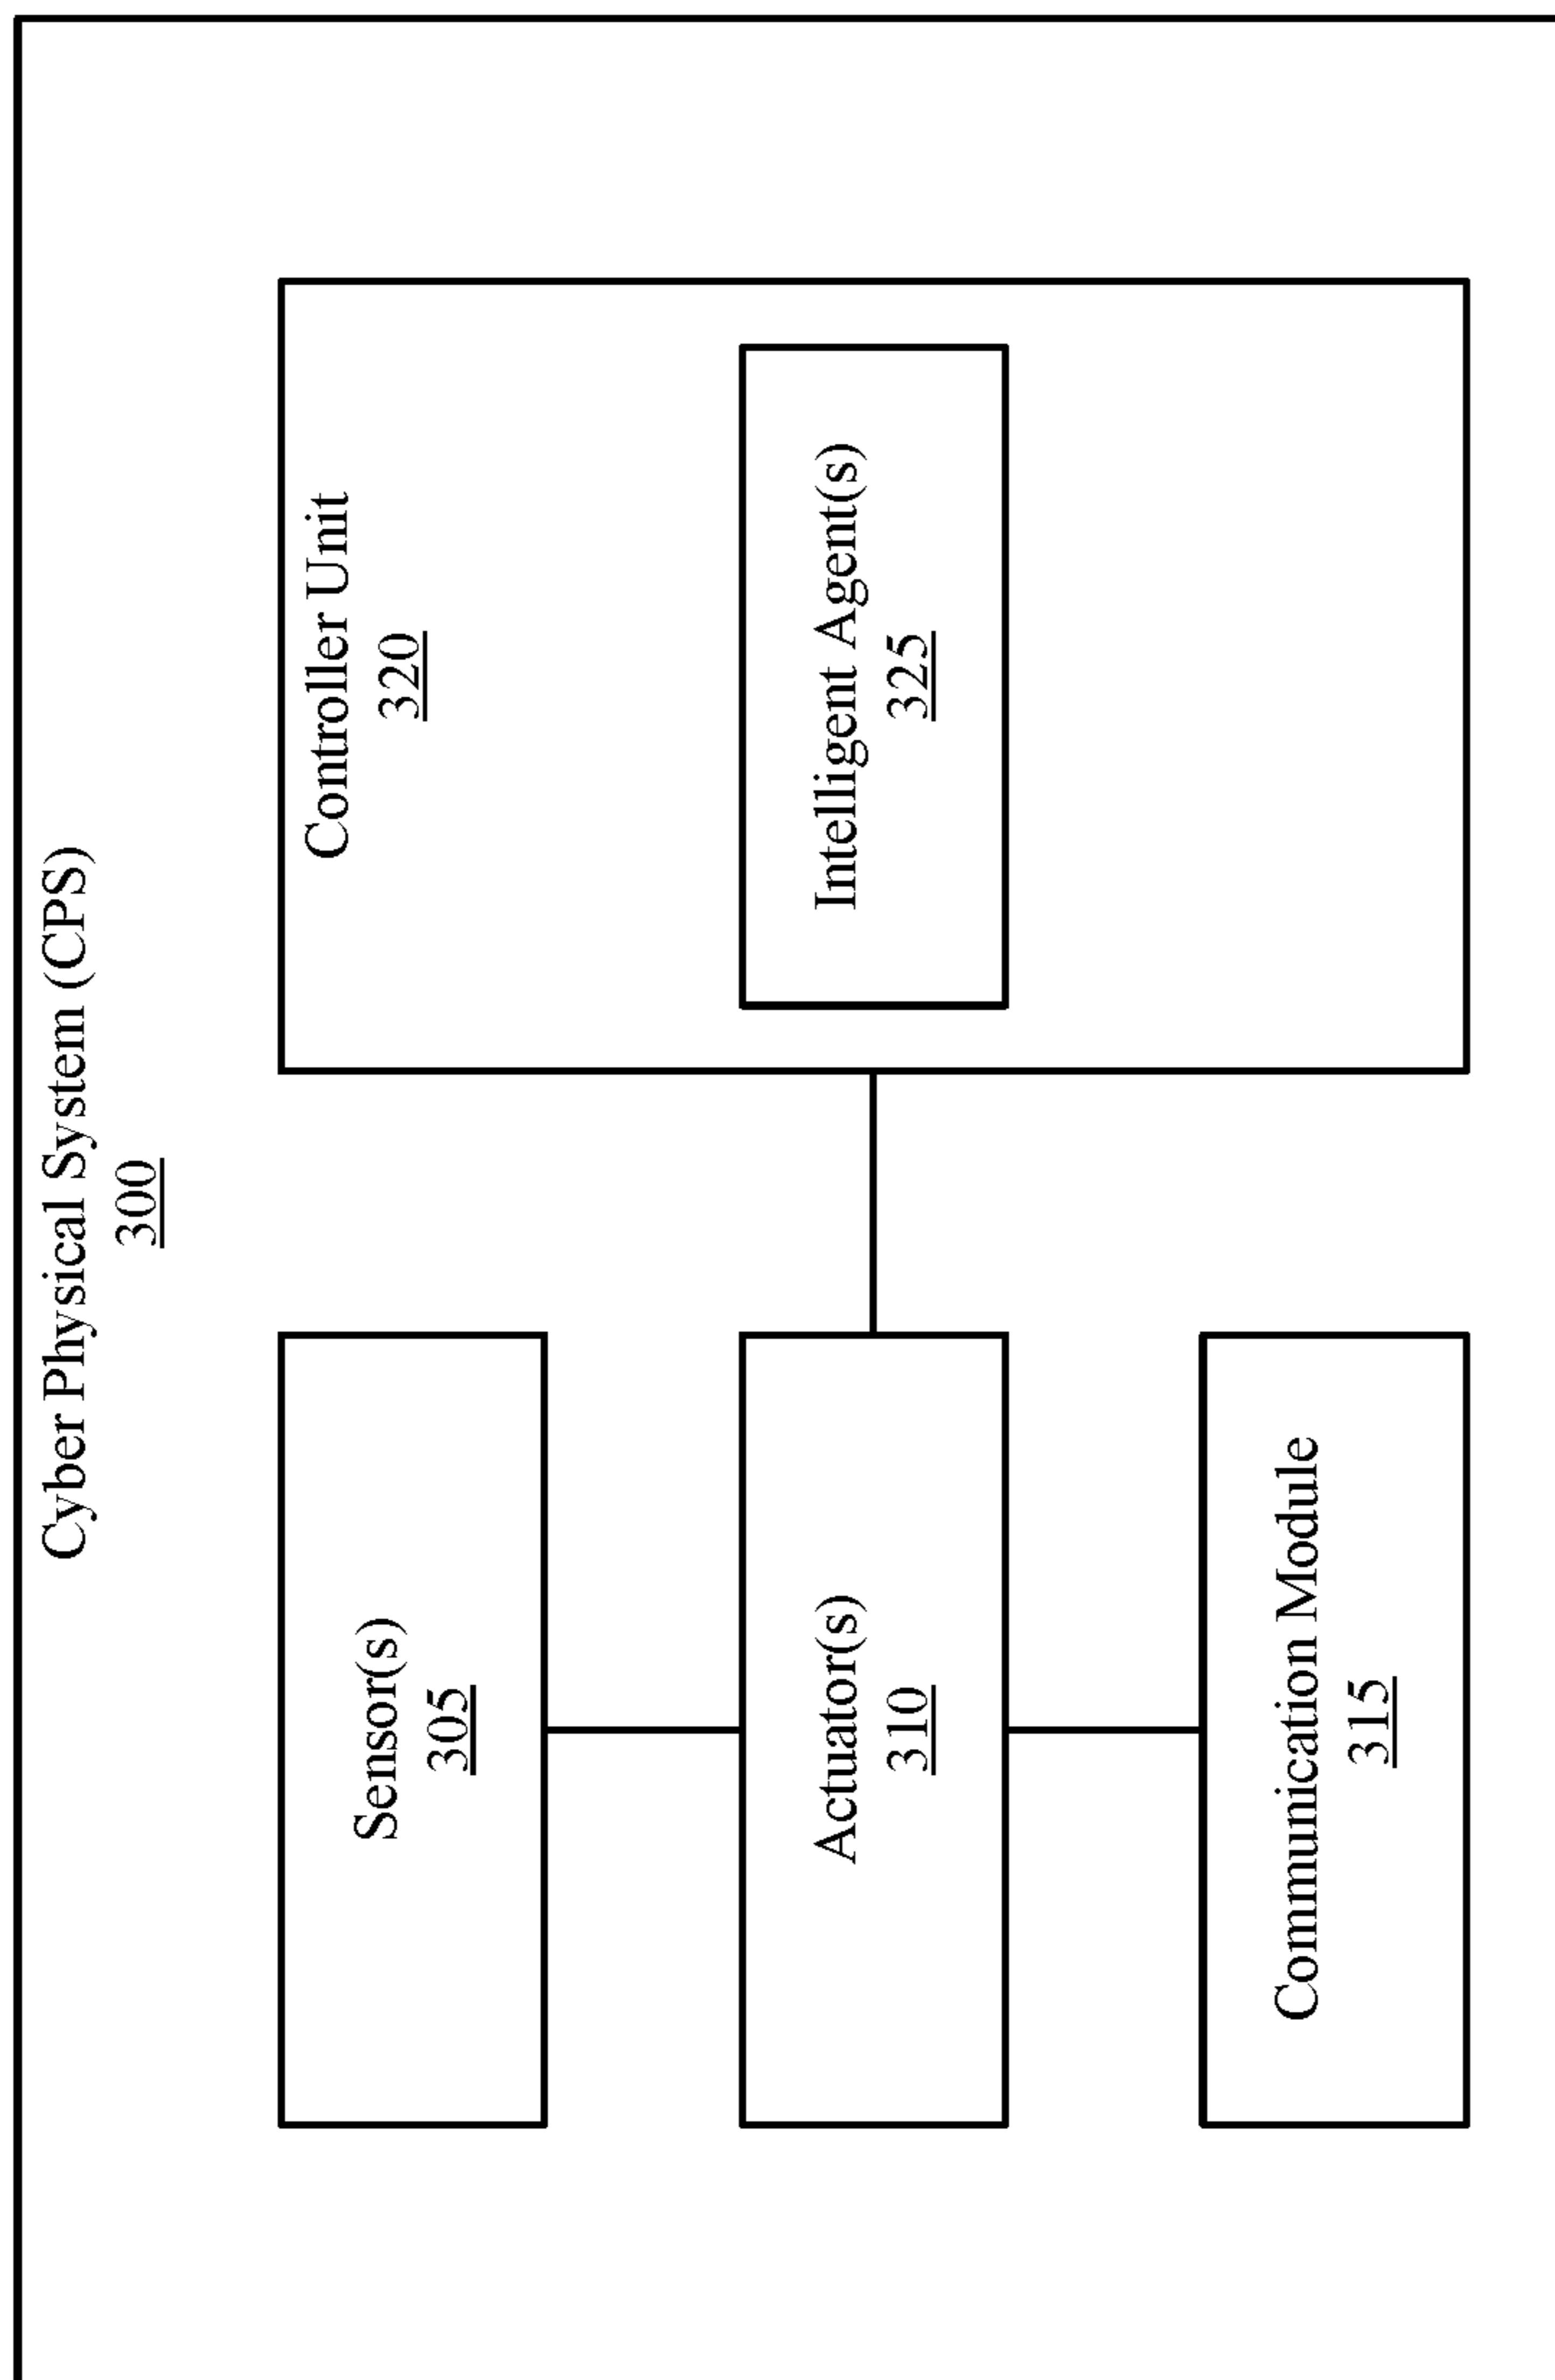 Cyber Physical System (CPS)
300
Sensor(s)
305
Actuator(s)
310
Communication Module
315
Controller Unit
320
Intelligent Agent(s)
325